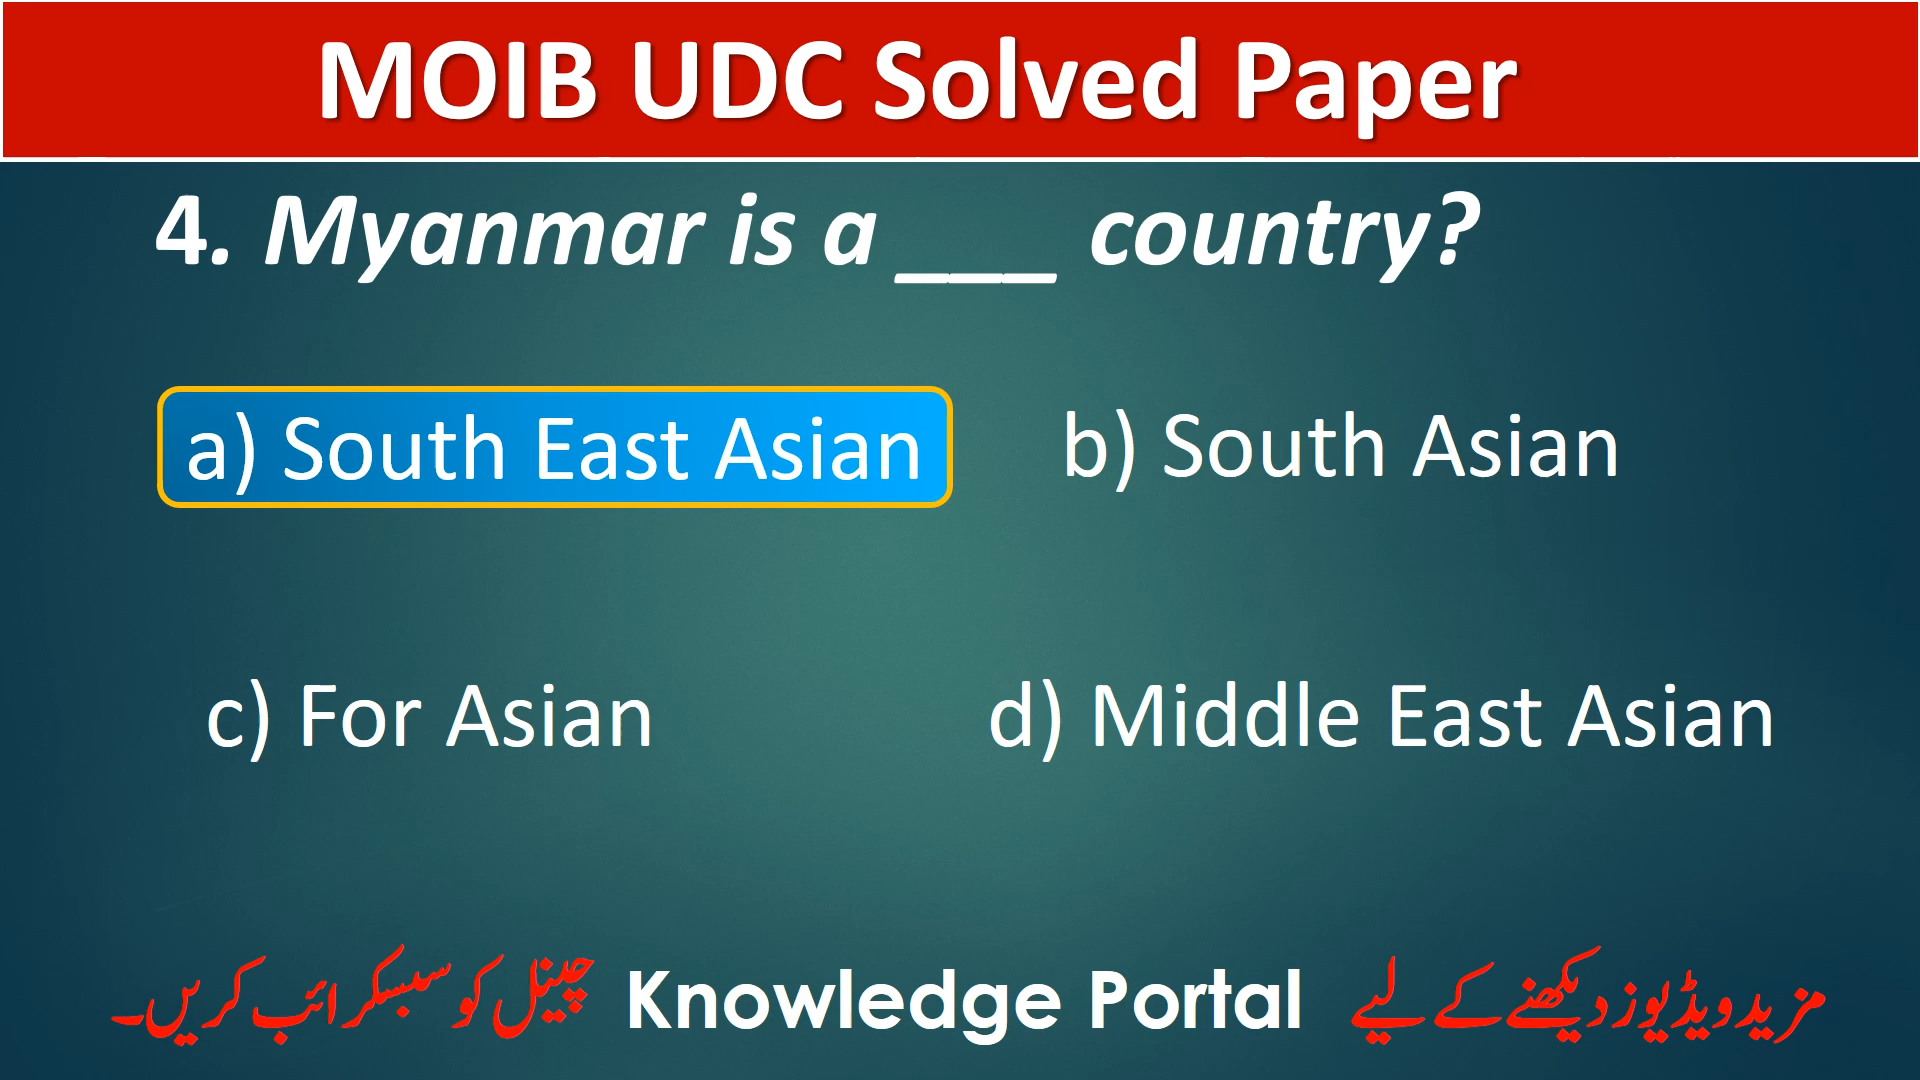 MOIB UDC Solved Paper
4. Myanmar is a ___ country?
a) South East Asian
b) South Asian
c) For Asian
d) Middle East Asian
مزید ویڈیوز دیکھنے کے لیے Knowledge Portal چینل کو سبسکرائب کریں۔